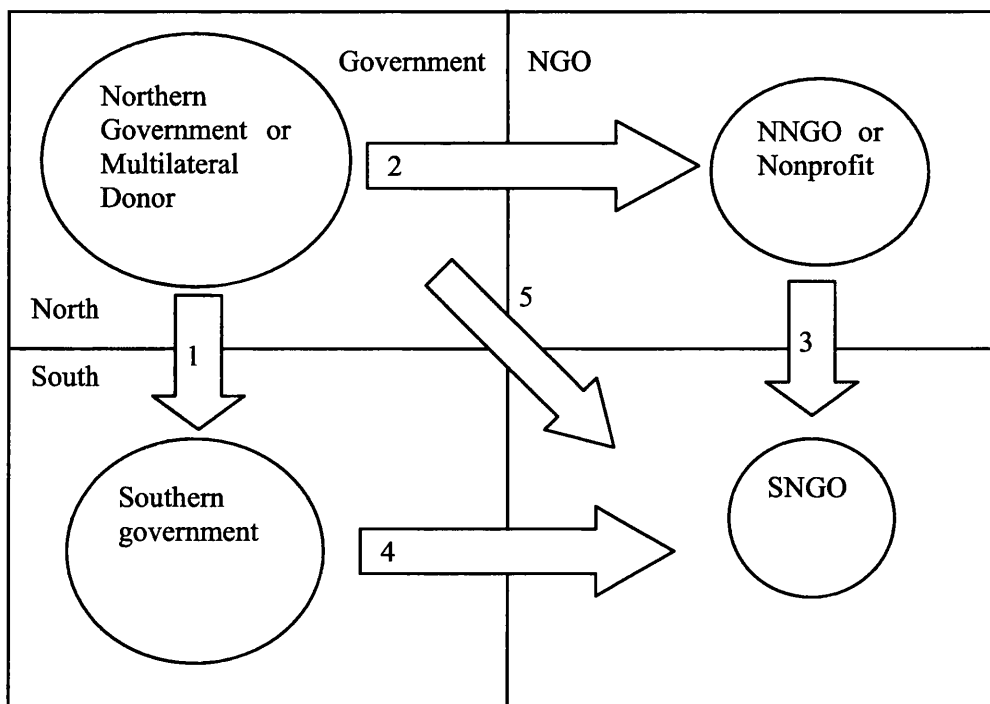 Government
NGO
Northern
Government or
Multilateral
Donor
2
NNGO or
Nonprofit
North
5
1
3
South
Southern
government
4
SNGO